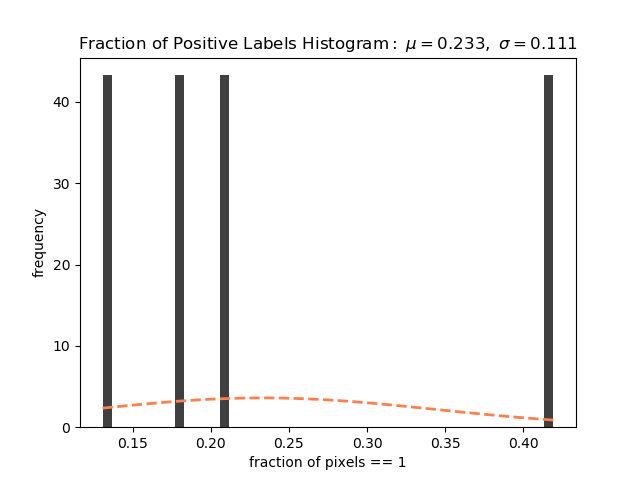 Fraction of Positive Labels Histogram : μ = 0.233, σ = 0.111
frequency
40
30
20
10
0
0.15 0.20 0.25 0.30 0.35 0.40
fraction of pixels == 1